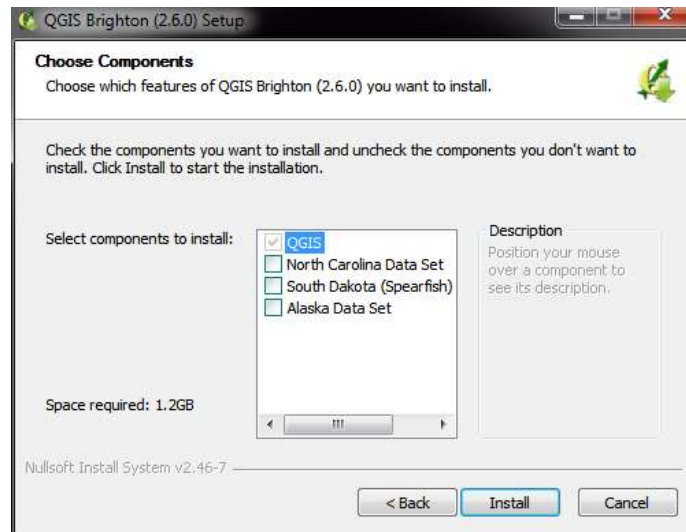 QGIS Brighton (2.6.0) Setup
Choose Components
Choose which features of QGIS Brighton (2.6.0) you want to install.
Check the components you want to install and uncheck the components you don't want to
install. Click Install to start the installation.
Select components to install:
QGIS
North Carolina Data Set
South Dakota (Spearfish)
Alaska Data Set
Description
Position your mouse
over a component to
see its description.
Space required: 1.2GB
Nullsoft Install System v2.46-7
< Back
Install
Cancel